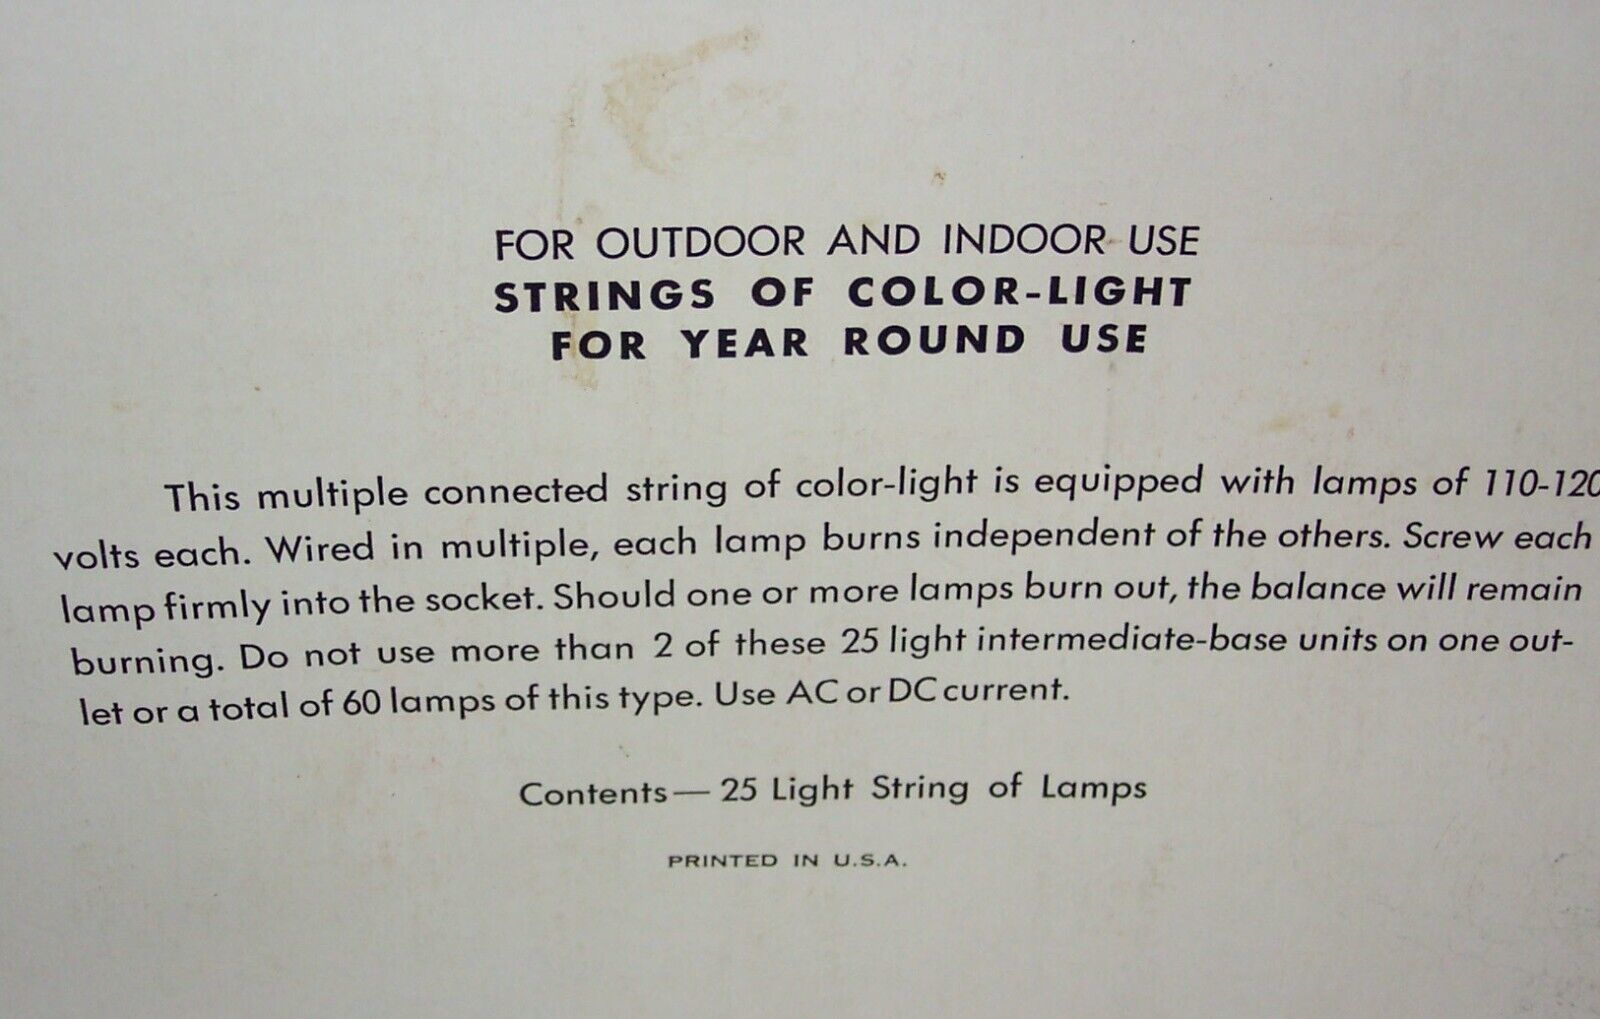 FOR OUTDOOR AND INDOOR USE
STRINGS OF COLOR-LIGHT
FOR YEAR ROUND USE
This multiple connected string of color-light is equipped with lamps of 110-120
volts each. Wired in multiple, each lamp burns independent of the others. Screw each
lamp firmly into the socket. Should one or more lamps burn out, the balance will remain
burning. Do not use more than 2 of these 25 light intermediate-base units on one out-
let or a total of 60 lamps of this type. Use AC or DC current.
Contents— 25 Light String of Lamps
PRINTED IN U.S.A.